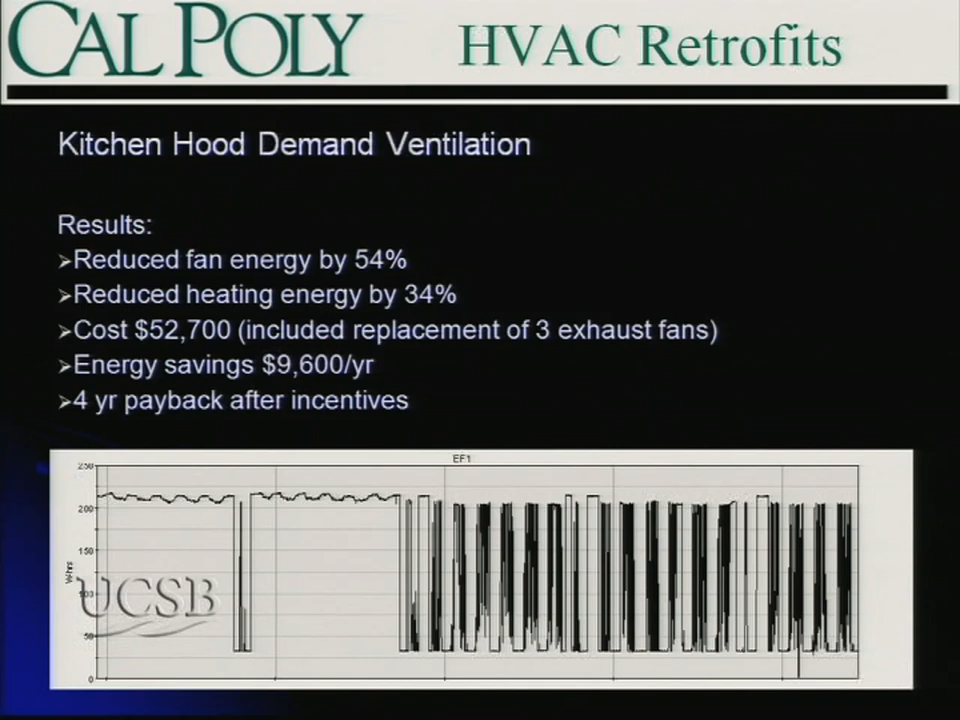 CAL POLY
HVAC Retrofits
Kitchen Hood Demand Ventilation
Results:
➢Reduced fan energy by 54%
➢Reduced heating energy by 34%
➢Cost $52,700 (included replacement of 3 exhaust fans)
➢Energy savings $9,600/yr
➢4 yr payback after incentives
EF1
250
200
150
W-hrs
100
UCSB
50
0